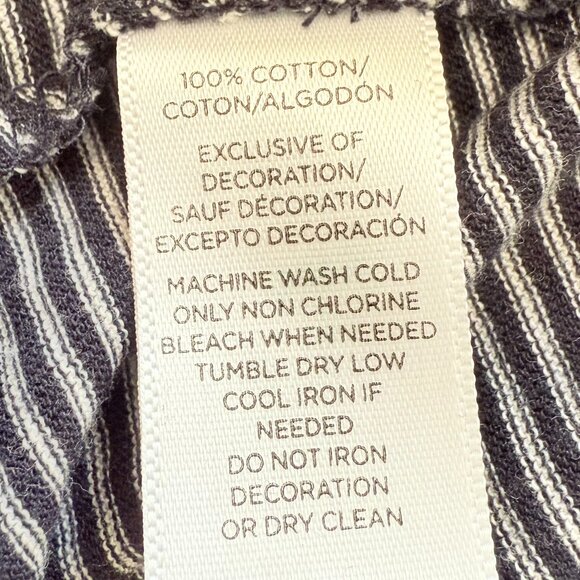 100% COTTON/
COTON/ALGODÓN
EXCLUSIVE OF
DECORATION/
SAUF DÉCORATION/
EXCEPTO DECORACIÓN
MACHINE WASH COLD
ONLY NON CHLORINE
BLEACH WHEN NEEDED
TUMBLE DRY LOW
COOL IRON IF
NEEDED
DO NOT IRON
DECORATION
OR DRY CLEAN